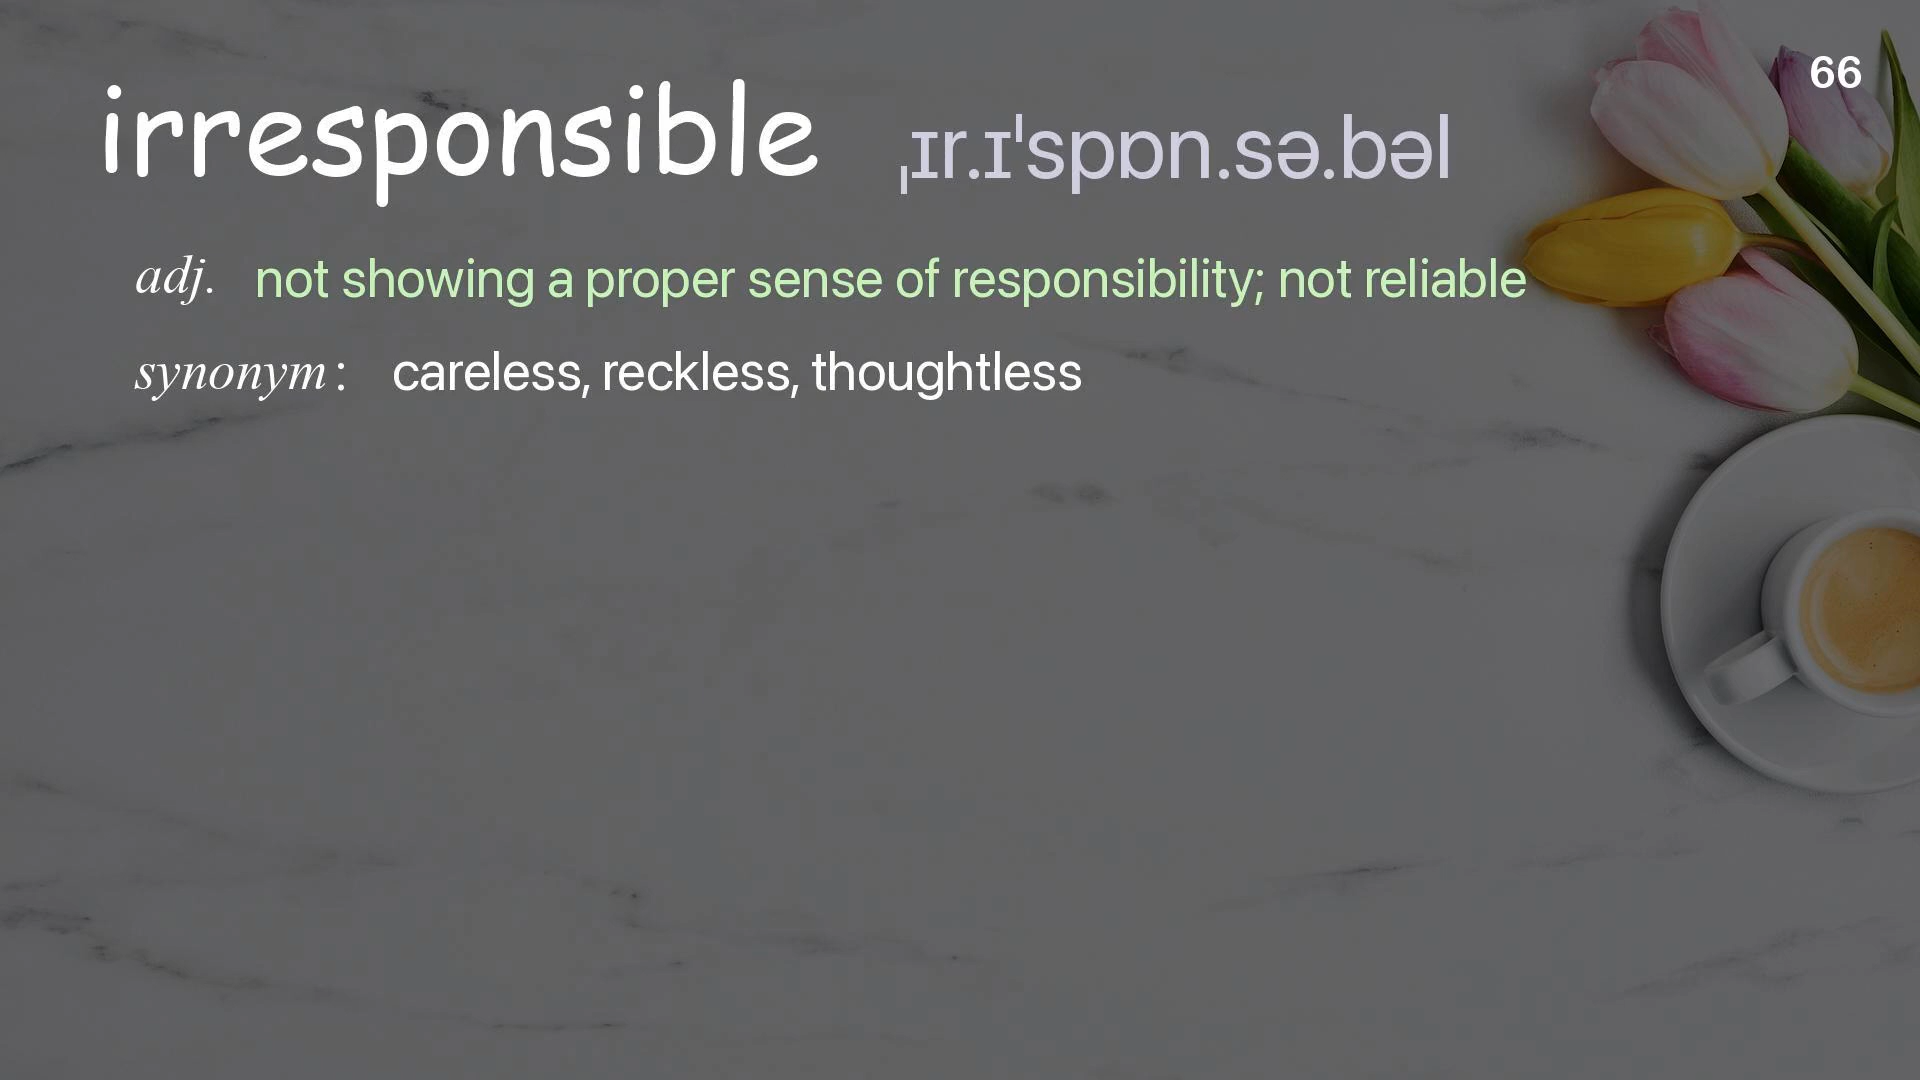 66
irresponsible ˌɪr.ɪˈspɒn.sə.bəl
adj. not showing a proper sense of responsibility; not reliable
synonym: careless, reckless, thoughtless